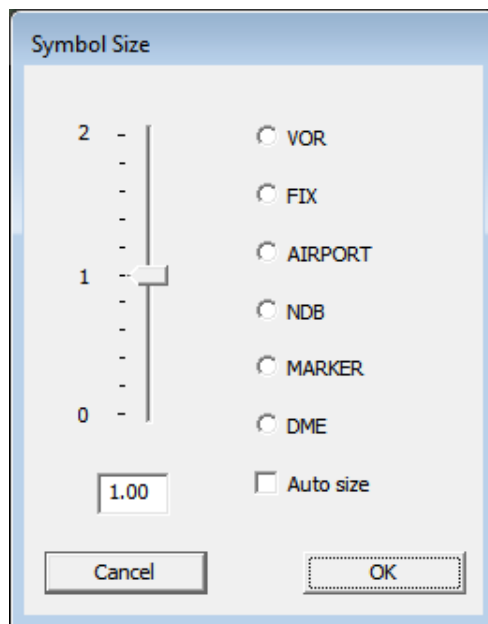 Symbol Size
2
1
0
1.00
VOR
FIX
AIRPORT
NDB
MARKER
DME
Auto size
Cancel
OK